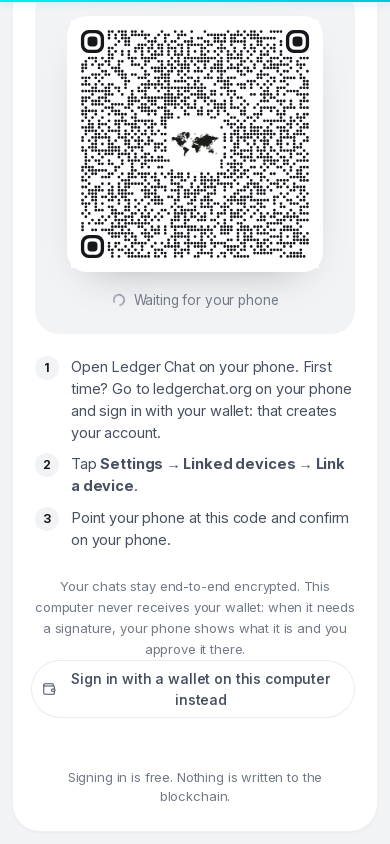 Waiting for your phone
1 Open Ledger Chat on your phone. First
time? Go to ledgerchat.org on your phone
and sign in with your wallet: that creates
your account.
2 Tap Settings → Linked devices → Link
a device.
3 Point your phone at this code and confirm
on your phone.
Your chats stay end-to-end encrypted. This
computer never receives your wallet: when it needs
a signature, your phone shows what it is and you
approve it there.
Sign in with a wallet on this computer
instead
Signing in is free. Nothing is written to the
blockchain.